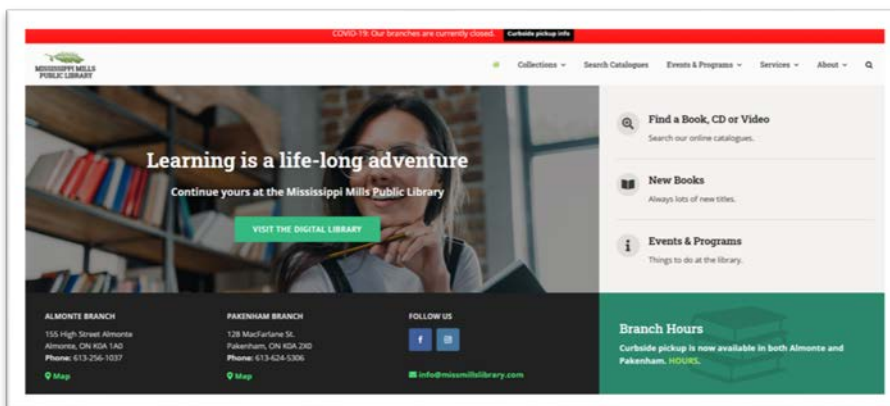 COVID-19: Our branches are currently closed. Curbside pickup info
MISSISSIPPI MILLS
PUBLIC LIBRARY
Collections Search Catalogues Events & Programs Services About
Learning is a life-long adventure
Continue yours at the Mississippi Mills Public Library
VISIT THE DIGITAL LIBRARY
Find a Book, CD or Video
Search our online catalogues.
New Books
Always lots of new titles.
Events & Programs
Things to do at the library.
ALMONTE BRANCH
155 High Street Almonte
Almonte, ON K0A 1A0
Phone: 613-256-1037
Map
PAKENHAM BRANCH
128 MacFarlane St.
Pakenham, ON K0A 2X0
Phone: 613-624-5306
Map
FOLLOW US
info@missmillslibrary.com
Branch Hours
Curbside pickup is now available in both Almonte and
Pakenham. HOURS.